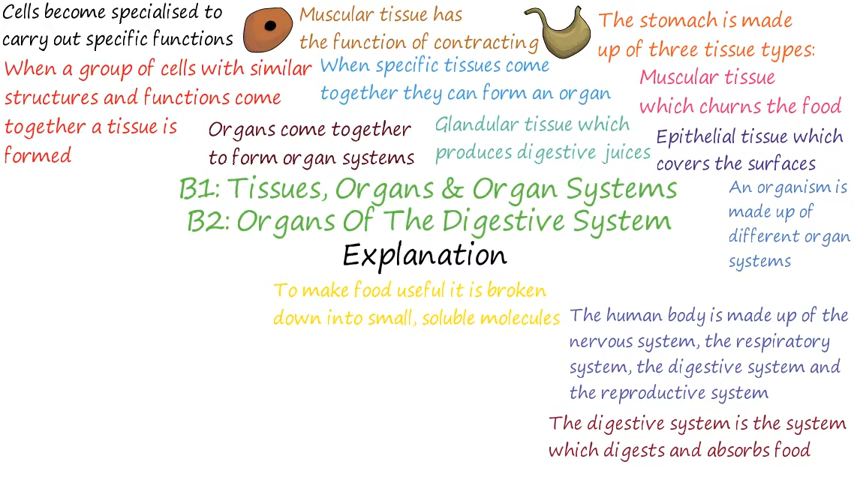 Cells become specialised to
carry out specific functions
Muscular tissue has
the function of contracting
The stomach is made
up of three tissue types:
When a group of cells with similar
structures and functions come
together a tissue is
formed
When specific tissues come
together they can form an organ
Muscular tissue
which churns the food
Organs come together
to form organ systems
Glandular tissue which
produces digestive juices
Epithelial tissue which
covers the surfaces
B1: Tissues, Organs & Organ Systems
B2: Organs Of The Digestive System
Explanation
An organism is
made up of
different organ
systems
To make food useful it is broken
down into small, soluble molecules
The human body is made up of the
nervous system, the respiratory
system, the digestive system and
the reproductive system
The digestive system is the system
which digests and absorbs food